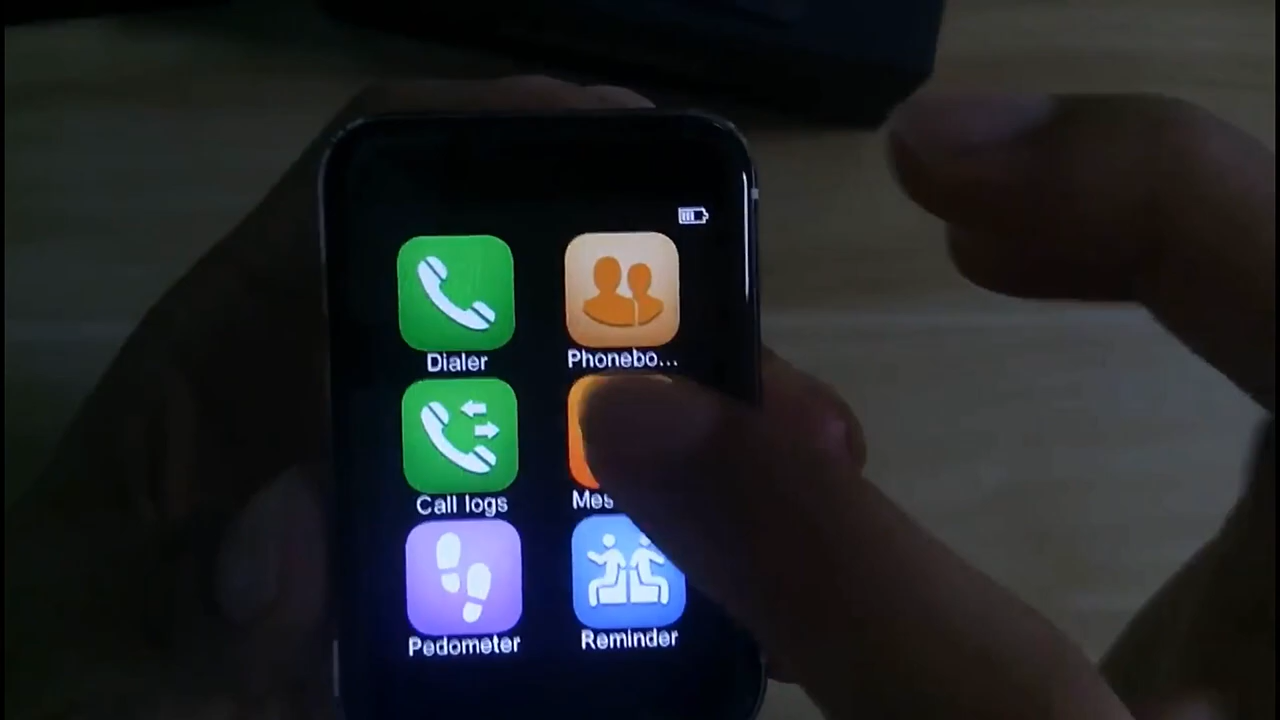 Dialer
Phonebo...
Call logs
Mes
Pedometer
Reminder